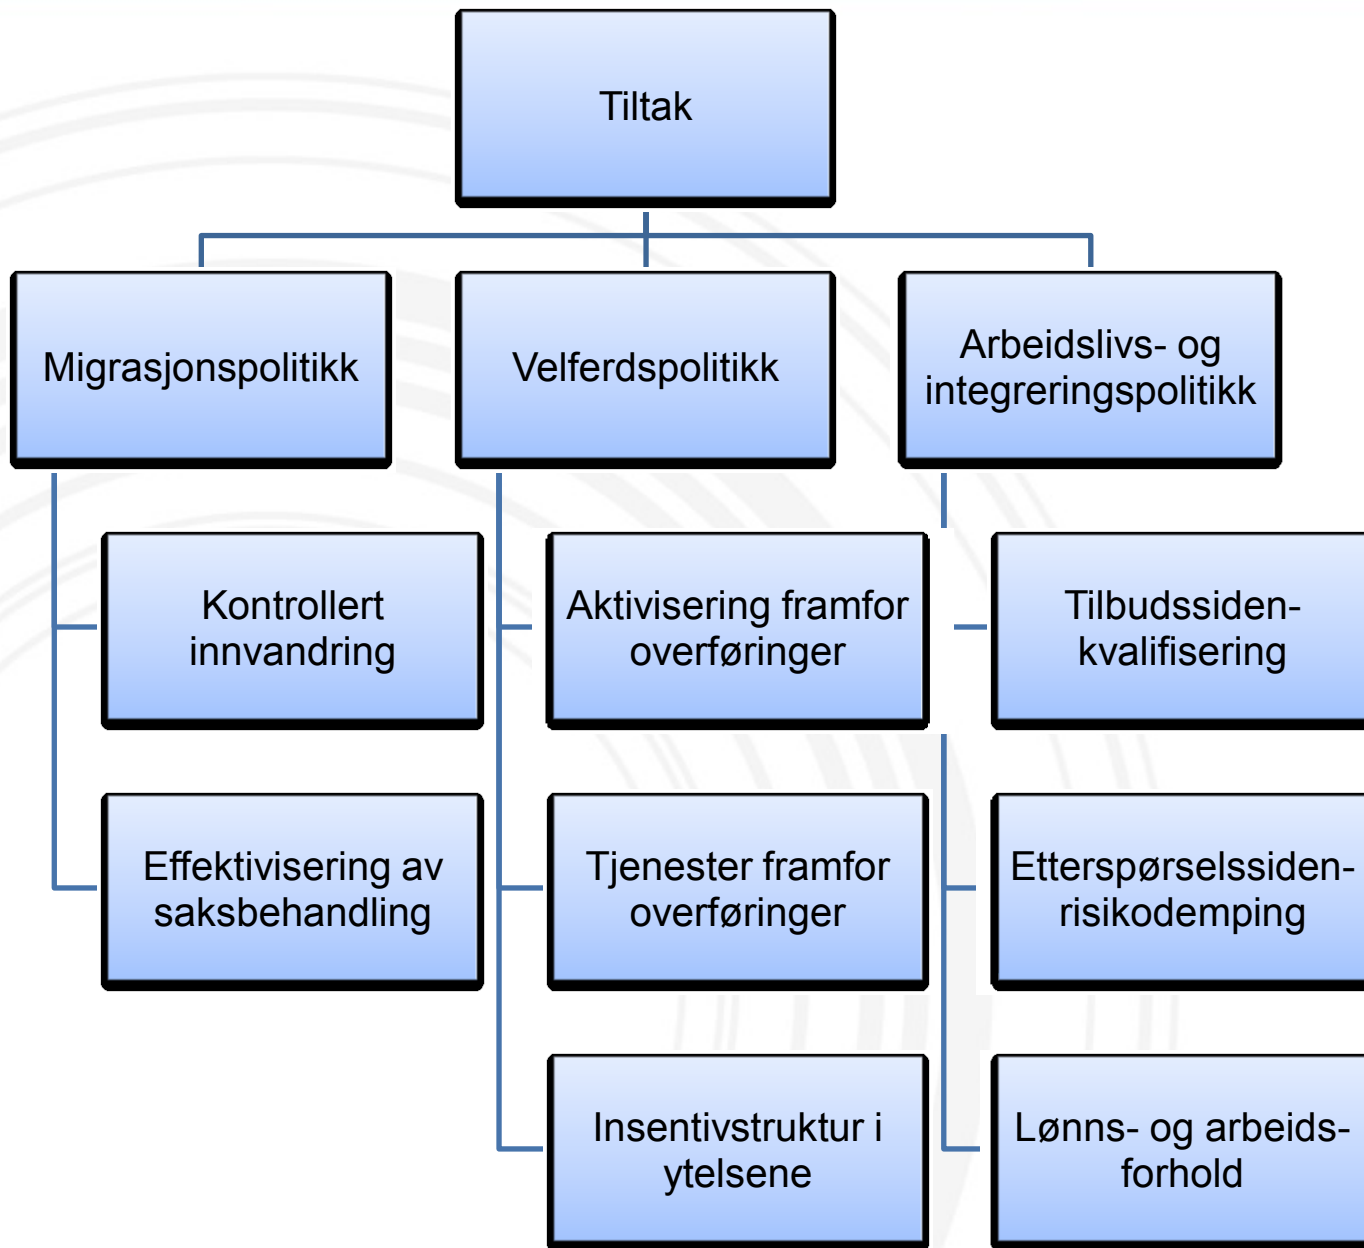 Tiltak
Migrasjonspolitikk
Velferdspolitikk
Arbeidslivs- og
integreringspolitikk
Kontrollert
innvandring
Aktivisering framfor
overføringer
Tilbudssiden-
kvalifisering
Effektivisering av
saksbehandling
Tjenester framfor
overføringer
Etterspørselssiden-
risikodemping
Insentivstruktur i
ytelsene
Lønns- og arbeids-
forhold